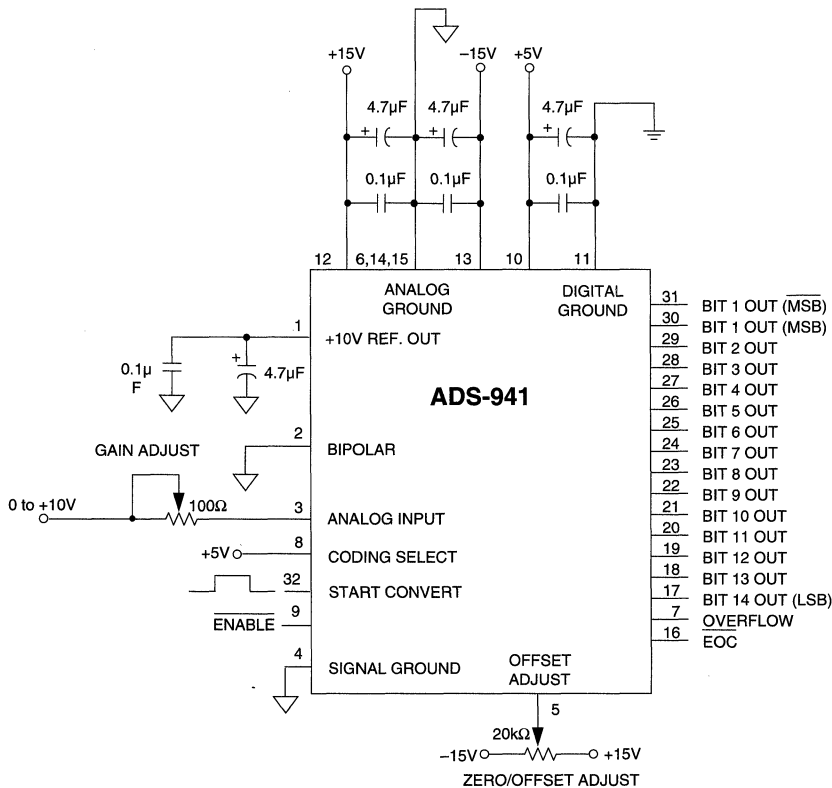 +15V
−15V
+5V
4.7µF
4.7µF
4.7µF
+
+
+
0.1µF
0.1µF
0.1µF
12
6,14,15
13
10
11
ANALOG
GROUND
DIGITAL
GROUND
1
+10V REF. OUT
+
0.1µ
F
4.7µF
ADS-941
2
BIPOLAR
GAIN ADJUST
0 to +10V
100Ω
3
ANALOG INPUT
+5V
8
CODING SELECT
32
START CONVERT
9
ENABLE
4
SIGNAL GROUND
OFFSET
ADJUST
5
20kΩ
−15V
+15V
ZERO/OFFSET ADJUST
31 BIT 1 OUT (MSB)
30 BIT 1 OUT (MSB)
29 BIT 2 OUT
28 BIT 3 OUT
27 BIT 4 OUT
26 BIT 5 OUT
25 BIT 6 OUT
24 BIT 7 OUT
23 BIT 8 OUT
22 BIT 9 OUT
21 BIT 10 OUT
20 BIT 11 OUT
19 BIT 12 OUT
18 BIT 13 OUT
17 BIT 14 OUT (LSB)
7 OVERFLOW
16 EOC